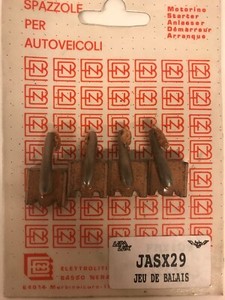 SPAZZOLE
PER
AUTOVEICOLI
Motorino
Starter
Anlasser
Démarreur
Arranque
JASX29
JEU DE BALAIS